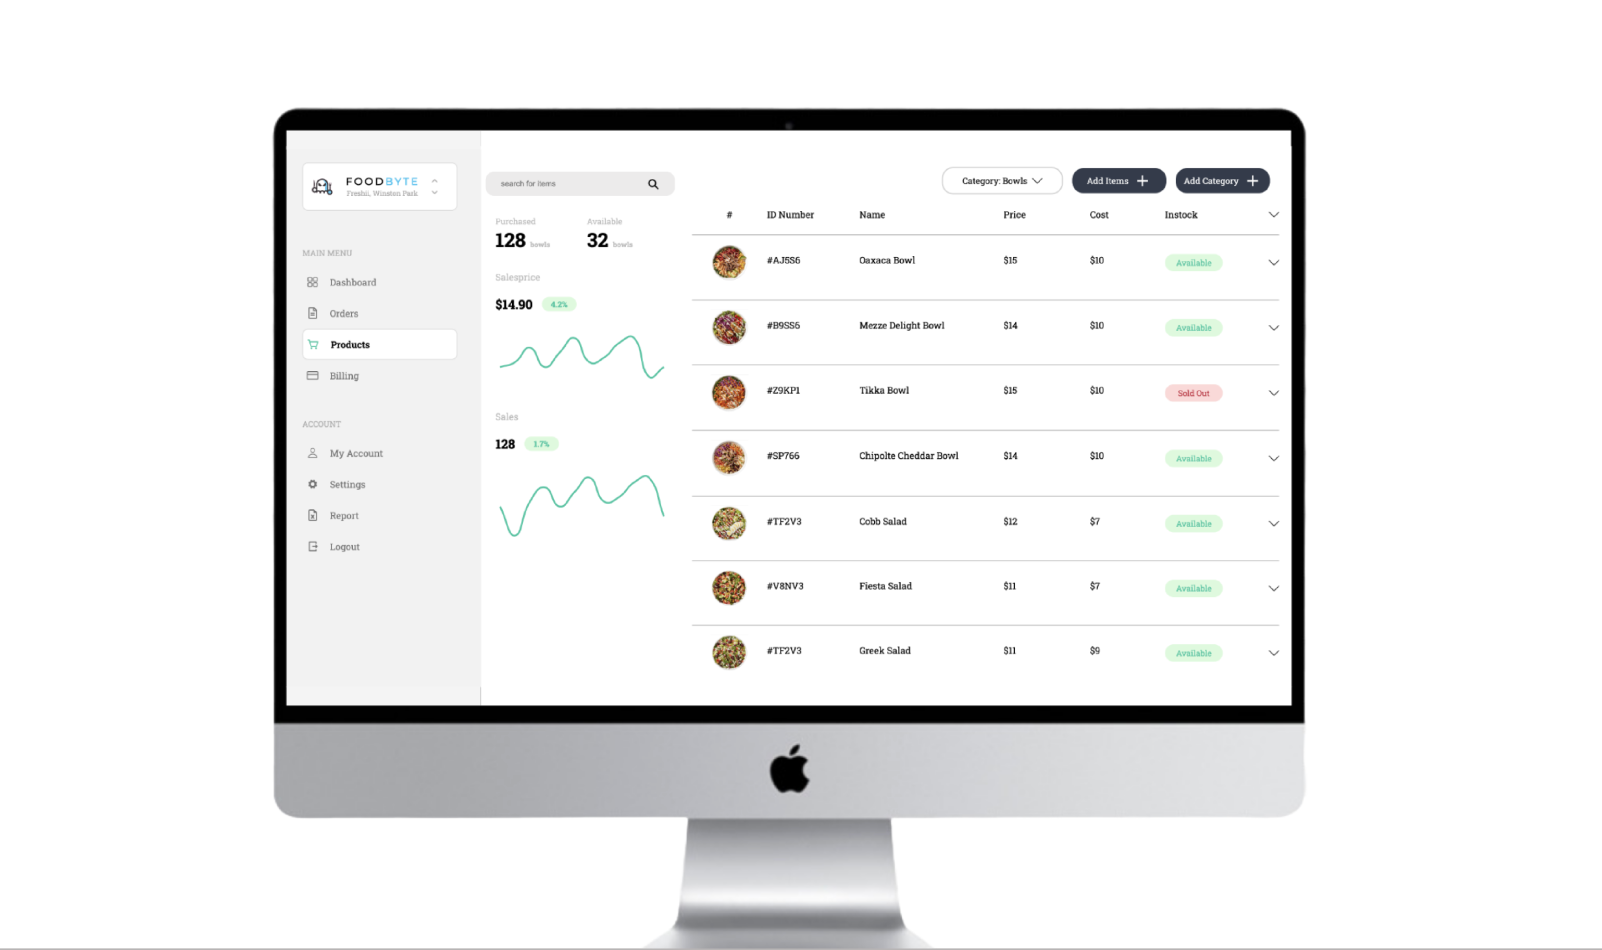 FOODBYTE
Freshii, Winston Park
MAIN MENU
Dashboard
Orders
Products
Billing
ACCOUNT
My Account
Settings
Report
Logout
search for items
Purchased Available
128 bowls 32 bowls
Salesprice
$14.90 4.2%
Sales
128 1.7%
Category: Bowls Add Items + Add Category +
# ID Number Name Price Cost Instock
#AJ5S6 Oaxaca Bowl $15 $10 Available
#B9SS6 Mezze Delight Bowl $14 $10 Available
#Z9KP1 Tikka Bowl $15 $10 Sold Out
#SP766 Chipolte Cheddar Bowl $14 $10 Available
#TF2V3 Cobb Salad $12 $7 Available
#V8NV3 Fiesta Salad $11 $7 Available
#TF2V3 Greek Salad $11 $9 Available